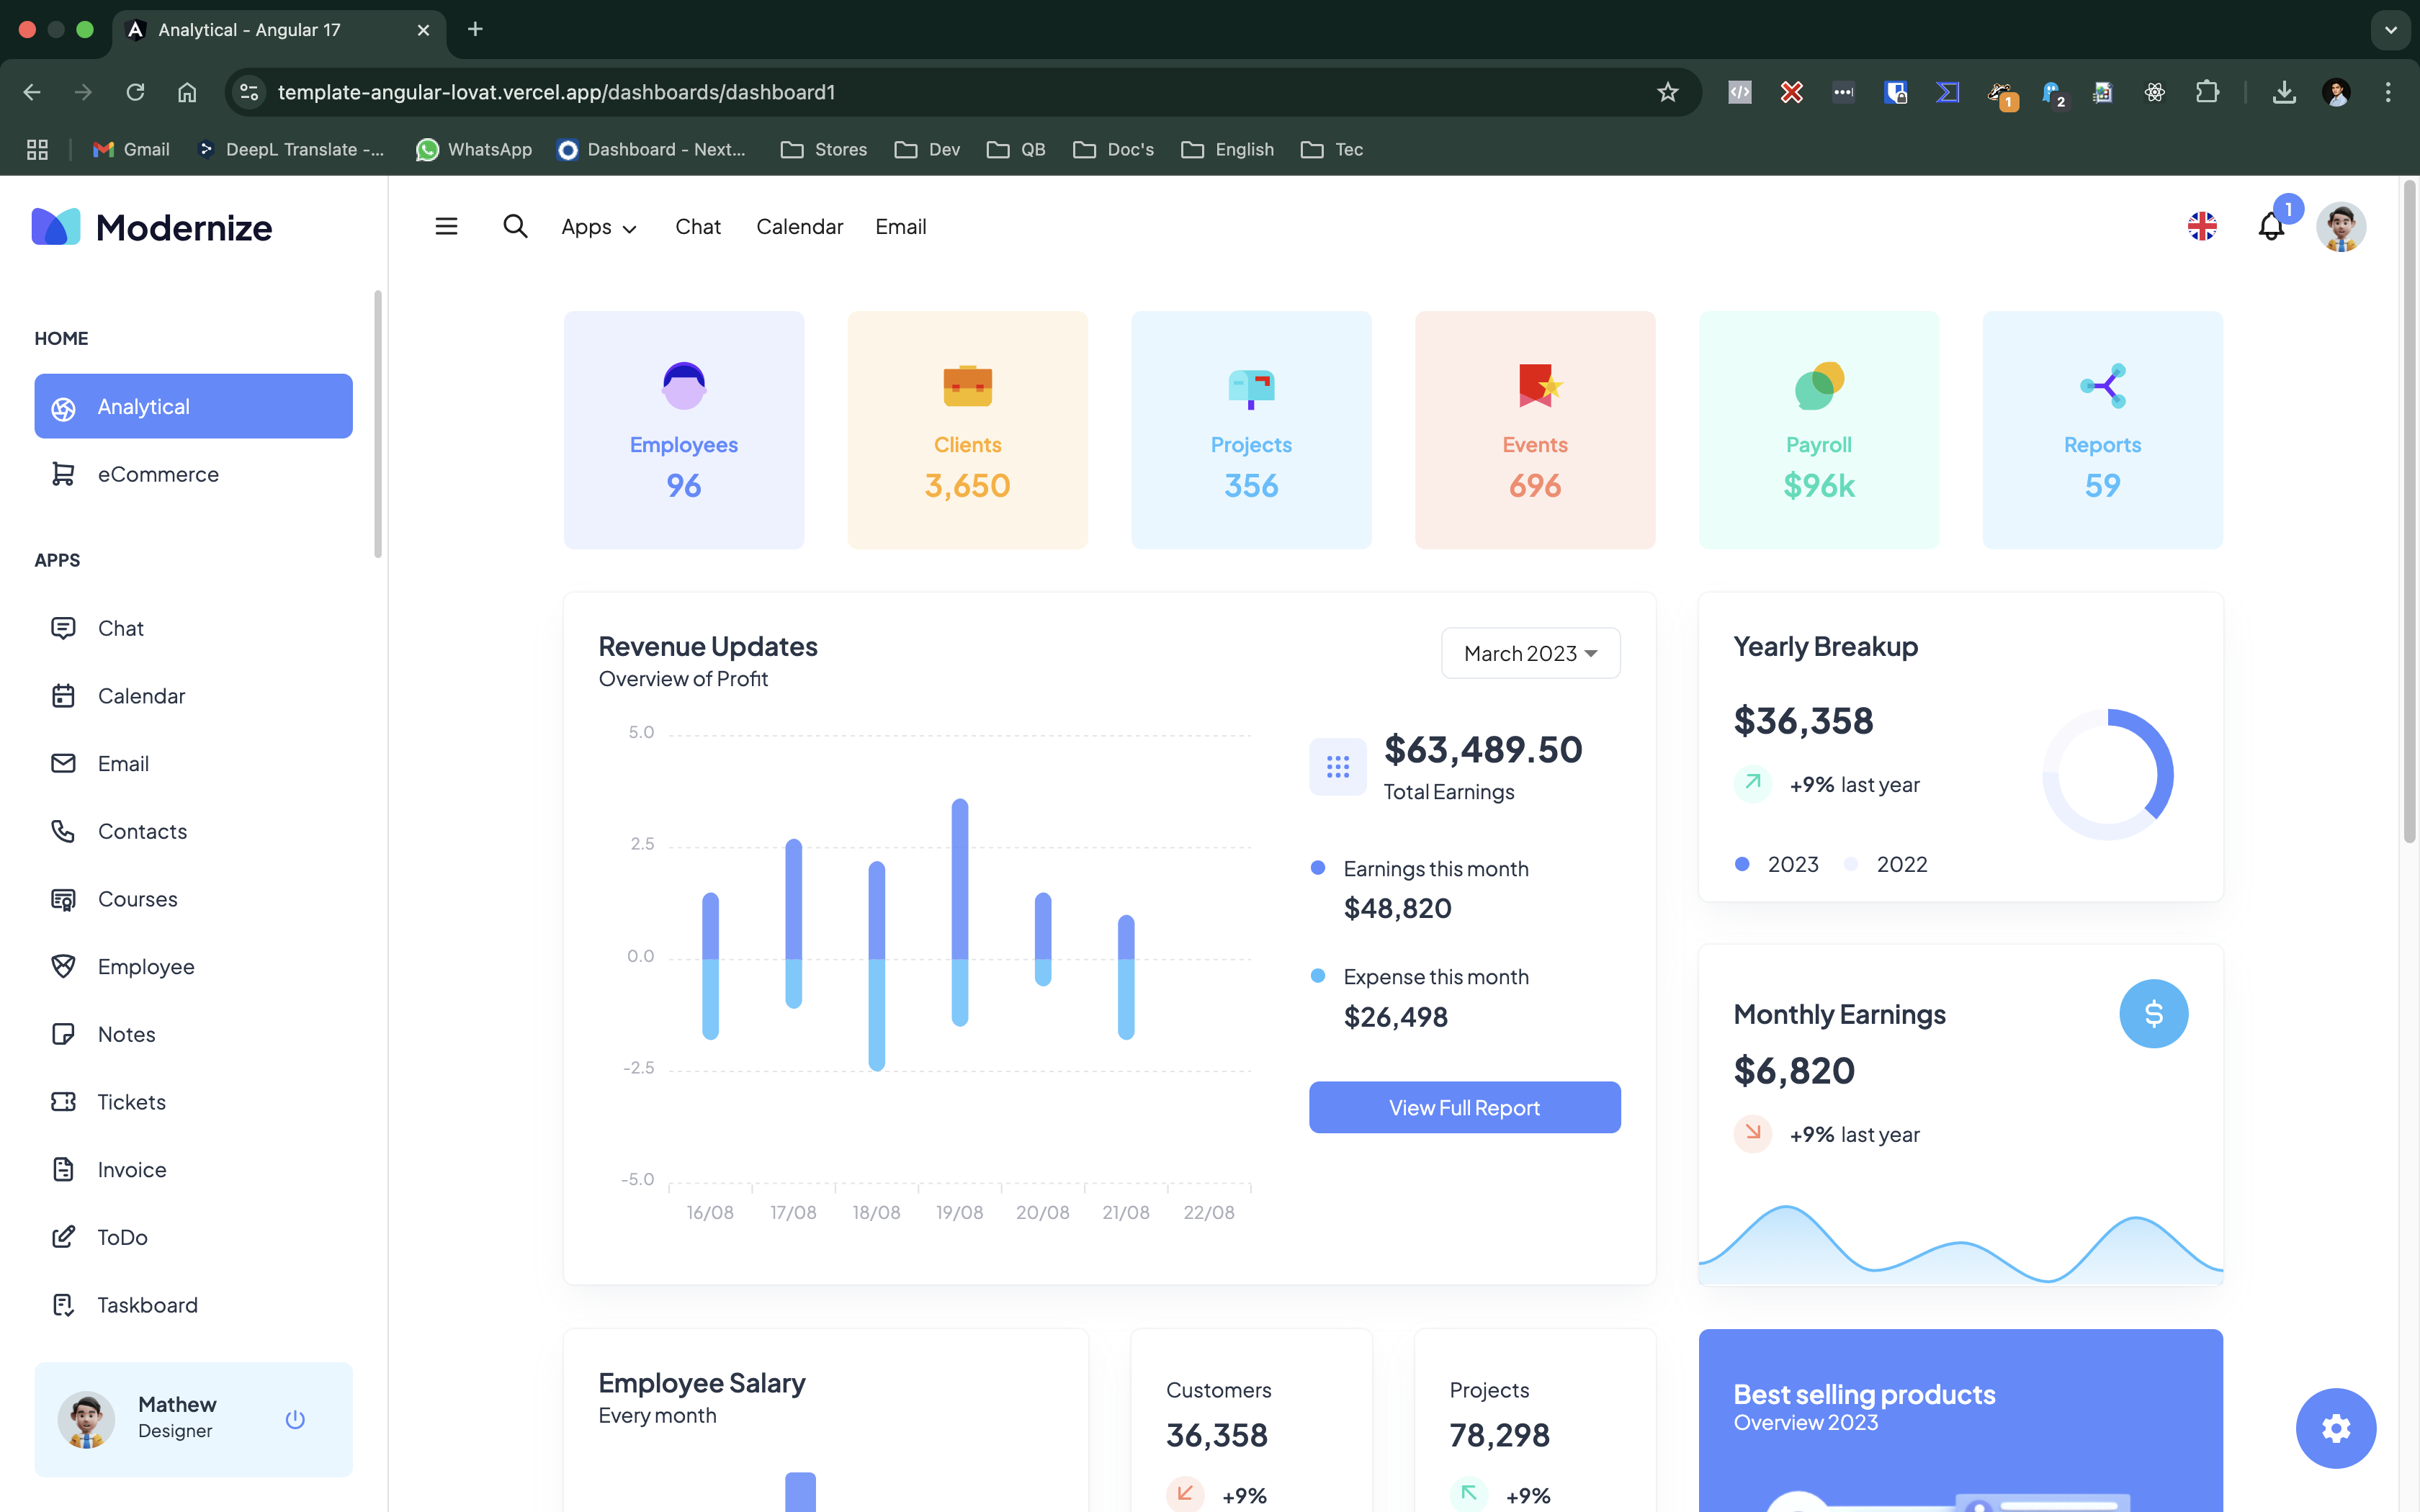 Analytical - Angular 17
template-angular-lovat.vercel.app/dashboards/dashboard1
1
2
Gmail
DeepL Translate -...
WhatsApp
Dashboard - Next...
Stores
Dev
QB
Doc's
English
Tec
Modernize
HOME
Analytical
eCommerce
APPS
Chat
Calendar
Email
Contacts
Courses
Employee
Notes
Tickets
Invoice
ToDo
Taskboard
Mathew
Designer
Apps
Chat
Calendar
Email
1
Employees
96
Clients
3,650
Projects
356
Events
696
Payroll
$96k
Reports
59
Revenue Updates
Overview of Profit
March 2023
5.0
2.5
0.0
-2.5
-5.0
16/08 17/08 18/08 19/08 20/08 21/08 22/08
$63,489.50
Total Earnings
Earnings this month
$48,820
Expense this month
$26,498
View Full Report
Yearly Breakup
$36,358
+9% last year
2023
2022
Monthly Earnings
$
$6,820
+9% last year
Employee Salary
Every month
Customers
36,358
+9%
Projects
78,298
+9%
Best selling products
Overview 2023